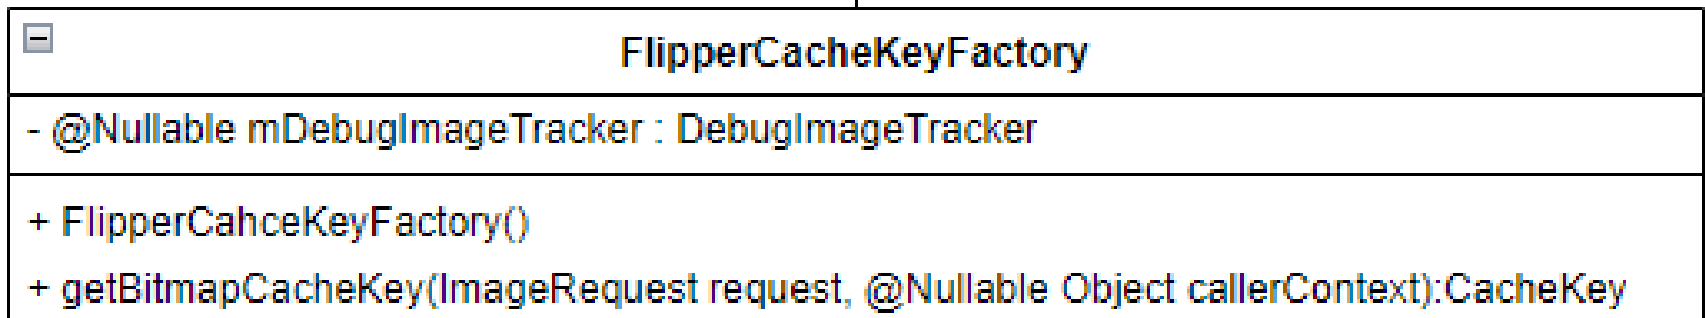 FlipperCacheKeyFactory
- @Nullable mDebugImageTracker : DebugImageTracker
+ FlipperCahceKeyFactory()
+ getBitmapCacheKey(ImageRequest request, @Nullable Object callerContext):CacheKey